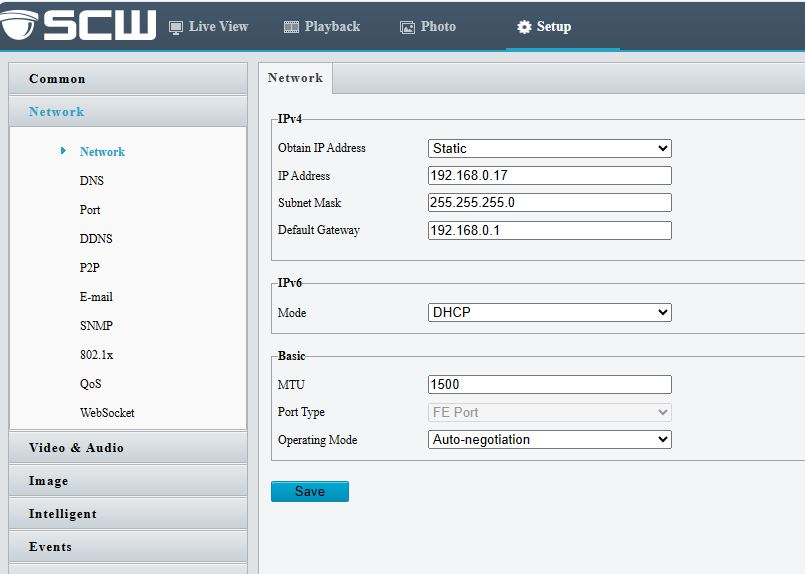 SCW Live View Playback Photo Setup
Common
Network
Network
DNS
Port
DDNS
P2P
E-mail
SNMP
802.1x
QoS
WebSocket
Video & Audio
Image
Intelligent
Events
Network
IPv4
Obtain IP Address Static
IP Address 192.168.0.17
Subnet Mask 255.255.255.0
Default Gateway 192.168.0.1
IPv6
Mode DHCP
Basic
MTU 1500
Port Type FE Port
Operating Mode Auto-negotiation
Save